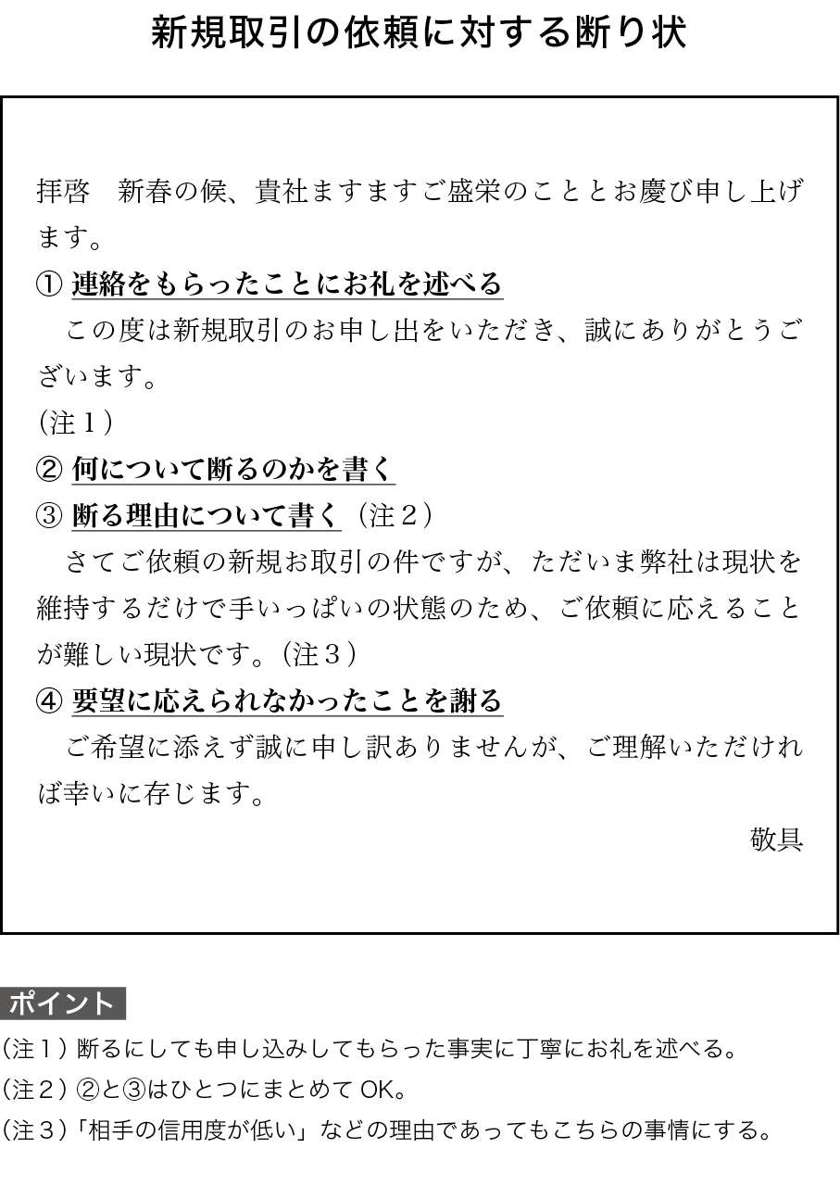 新規取引の依頼に対する断り状
拝啓　新春の候、貴社ますますご盛栄のこととお慶び申し上げ
ます。
① 連絡をもらったことにお礼を述べる
　この度は新規取引のお申し出をいただき、誠にありがとうご
ざいます。
（注１）
② 何について断るのかを書く
③ 断る理由について書く（注２）
　さてご依頼の新規お取引の件ですが、ただいま弊社は現状を
維持するだけで手いっぱいの状態のため、ご依頼に応えること
が難しい現状です。（注３）
④ 要望に応えられなかったことを謝る
　ご希望に添えず誠に申し訳ありませんが、ご理解いただけれ
ば幸いに存じます。
敬具
ポイント
（注１）断るにしても申し込みしてもらった事実に丁寧にお礼を述べる。
（注２）②と③はひとつにまとめて OK。
（注３）「相手の信用度が低い」などの理由であってもこちらの事情にする。